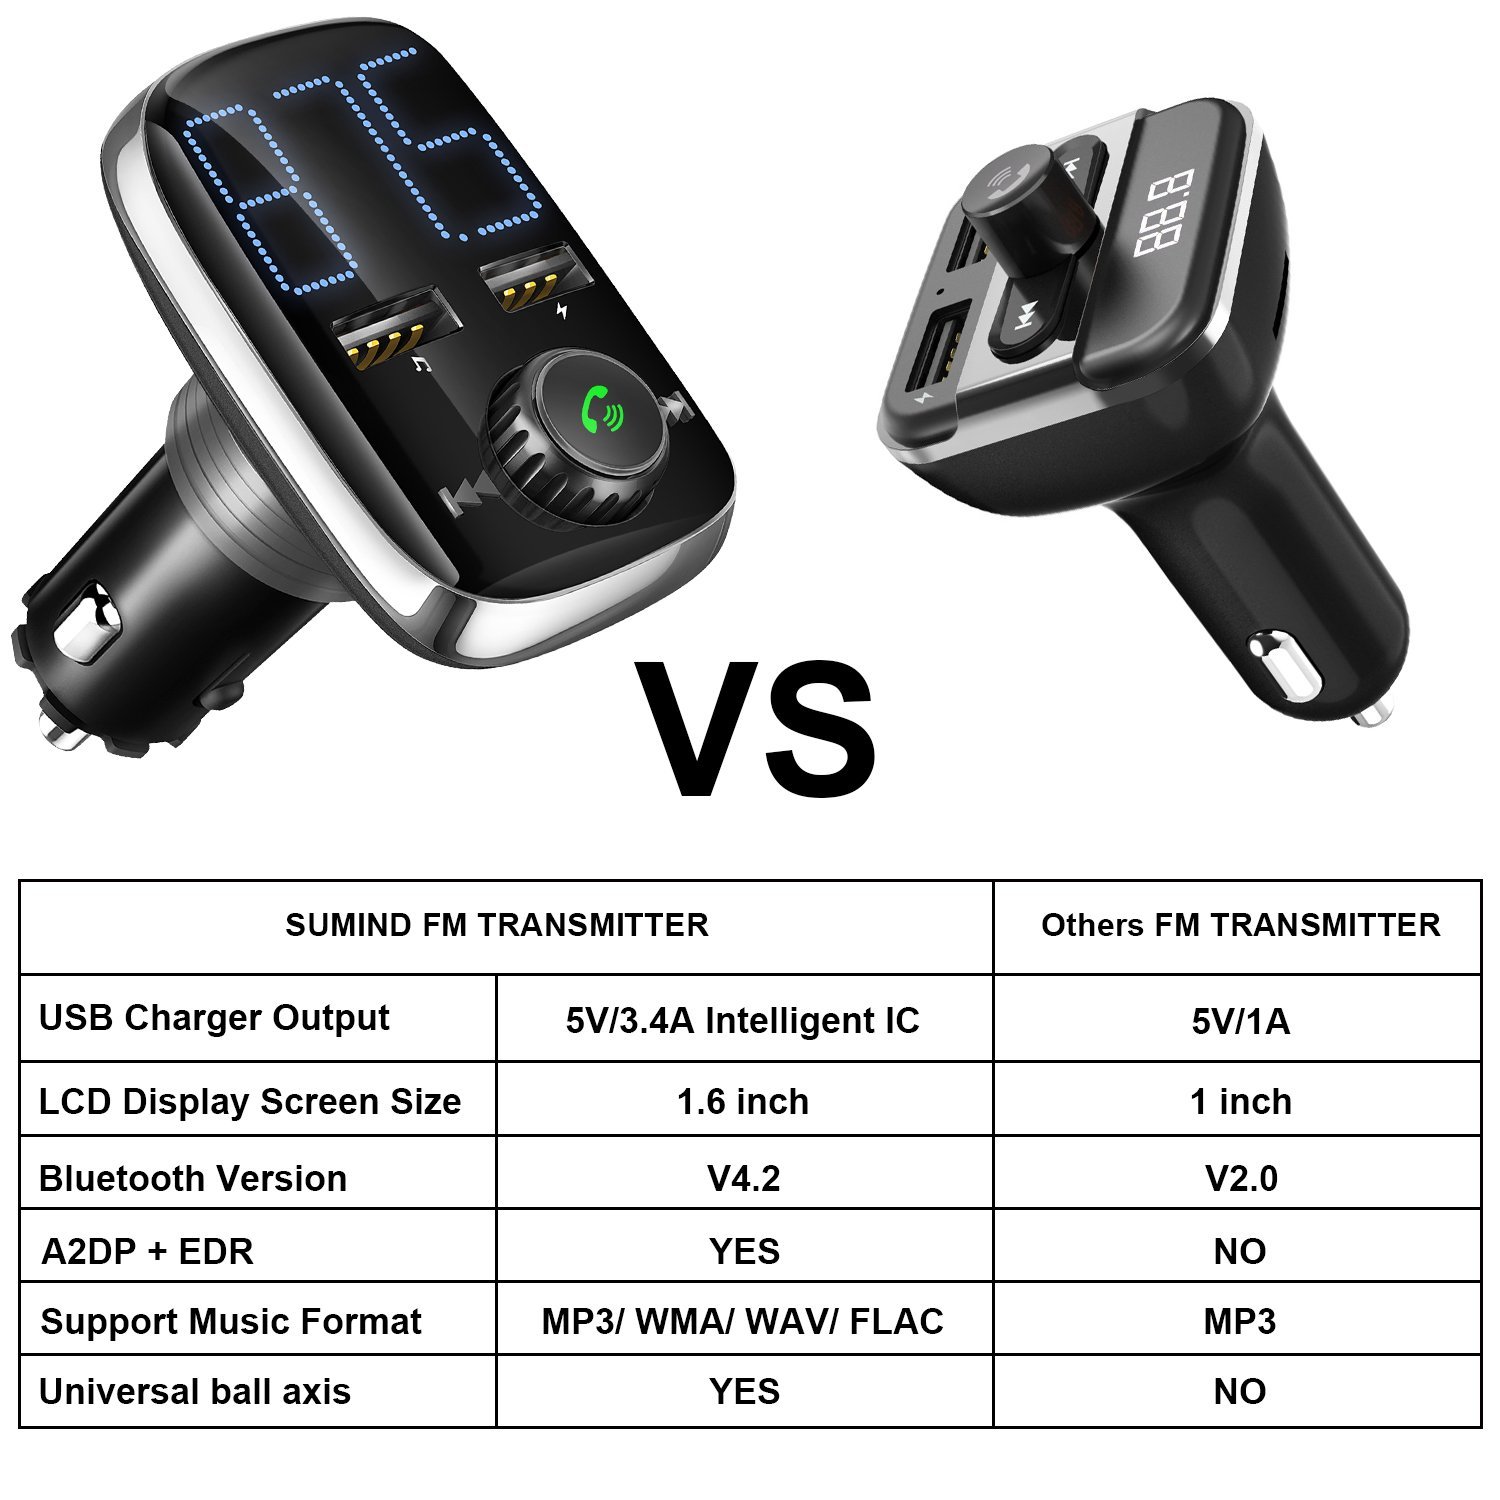 875
88.8
VS
SUMIND FM TRANSMITTER Others FM TRANSMITTER
USB Charger Output 5V/3.4A Intelligent IC 5V/1A
LCD Display Screen Size 1.6 inch 1 inch
Bluetooth Version V4.2 V2.0
A2DP + EDR YES NO
Support Music Format MP3/ WMA/ WAV/ FLAC MP3
Universal ball axis YES NO